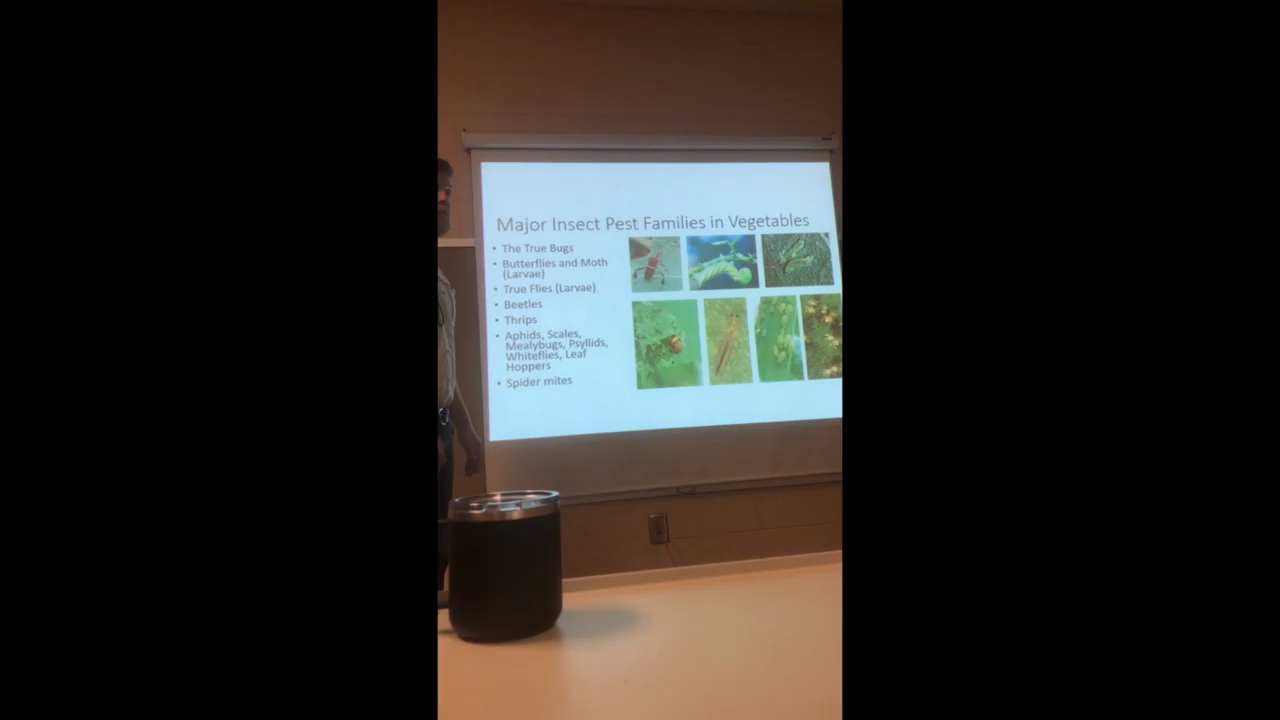 Major Insect Pest Families in Vegetables
• The True Bugs
• Butterflies and Moth
(Larvae)
• True Flies (Larvae)
• Beetles
• Thrips
• Aphids, Scales,
Mealybugs, Psyllids,
Whiteflies, Leaf
Hoppers
• Spider mites